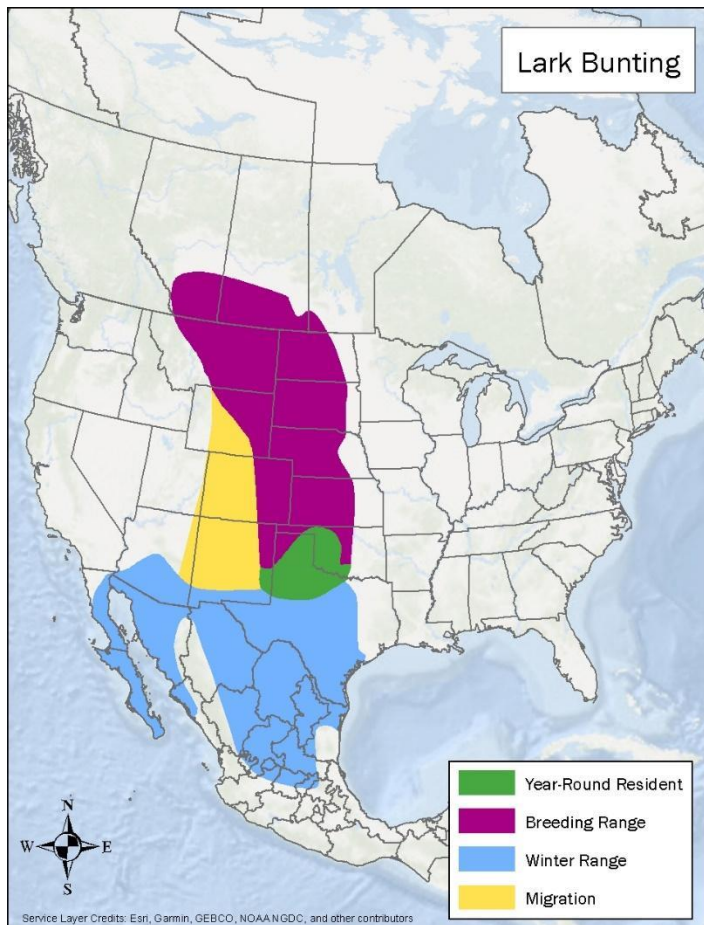 Lark Bunting
Year-Round Resident
Breeding Range
Winter Range
Migration
N
W E
S
Service Layer Credits: Esri, Garmin, GEBCO, NOAA NGDC, and other contributors